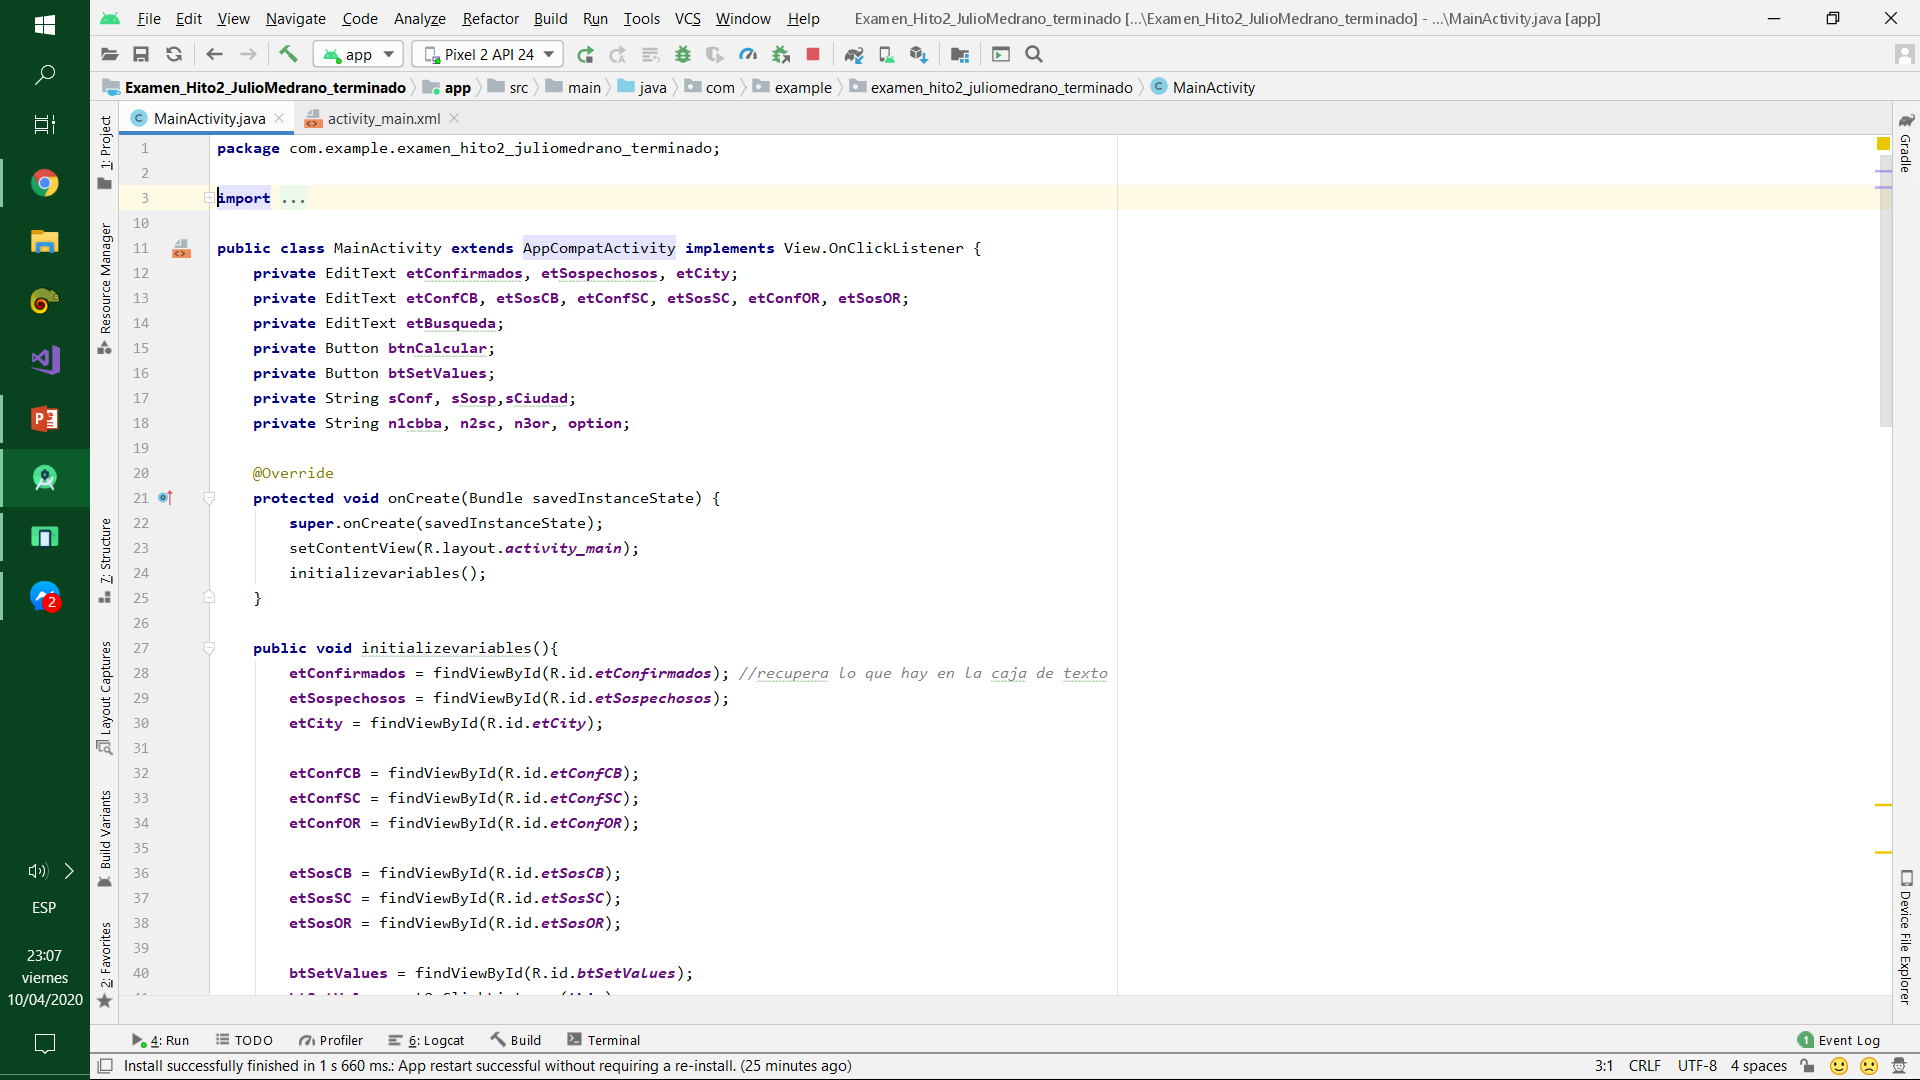 File Edit View Navigate Code Analyze Refactor Build Run Tools VCS Window Help Examen_Hito2_JulioMedrano_terminado [...\Examen_Hito2_JulioMedrano_terminado] - ...\MainActivity.java [app]
app Pixel 2 API 24
Examen_Hito2_JulioMedrano_terminado app src main java com example examen_hito2_juliomedrano_terminado MainActivity
MainActivity.java activity_main.xml
1 package com.example.examen_hito2_juliomedrano_terminado;
2
3 import ...
10
11 public class MainActivity extends AppCompatActivity implements View.OnClickListener {
12 private EditText etConfirmados, etSospechosos, etCity;
13 private EditText etConfCB, etSosCB, etConfSC, etSosSC, etConfOR, etSosOR;
14 private EditText etBusqueda;
15 private Button btnCalcular;
16 private Button btSetValues;
17 private String sConf, sSosp,sCiudad;
18 private String n1cbba, n2sc, n3or, option;
19
20 @Override
21 protected void onCreate(Bundle savedInstanceState) {
22 super.onCreate(savedInstanceState);
23 setContentView(R.layout.activity_main);
24 initializevariables();
25 }
26
27 public void initializevariables(){
28 etConfirmados = findViewById(R.id.etConfirmados); //recupera lo que hay en la caja de texto
29 etSospechosos = findViewById(R.id.etSospechosos);
30 etCity = findViewById(R.id.etCity);
31
32 etConfCB = findViewById(R.id.etConfCB);
33 etConfSC = findViewById(R.id.etConfSC);
34 etConfOR = findViewById(R.id.etConfOR);
35
36 etSosCB = findViewById(R.id.etSosCB);
37 etSosSC = findViewById(R.id.etSosSC);
38 etSosOR = findViewById(R.id.etSosOR);
39
40 btSetValues = findViewById(R.id.btSetValues);
1: Project
Resource Manager
7: Structure
Layout Captures
Build Variants
2: Favorites
Gradle
Device File Explorer
4: Run TODO Profiler 6: Logcat Build Terminal 1 Event Log
Install successfully finished in 1 s 660 ms.: App restart successful without requiring a re-install. (25 minutes ago) 3:1 CRLF UTF-8 4 spaces
2
ESP
23:07
viernes
10/04/2020